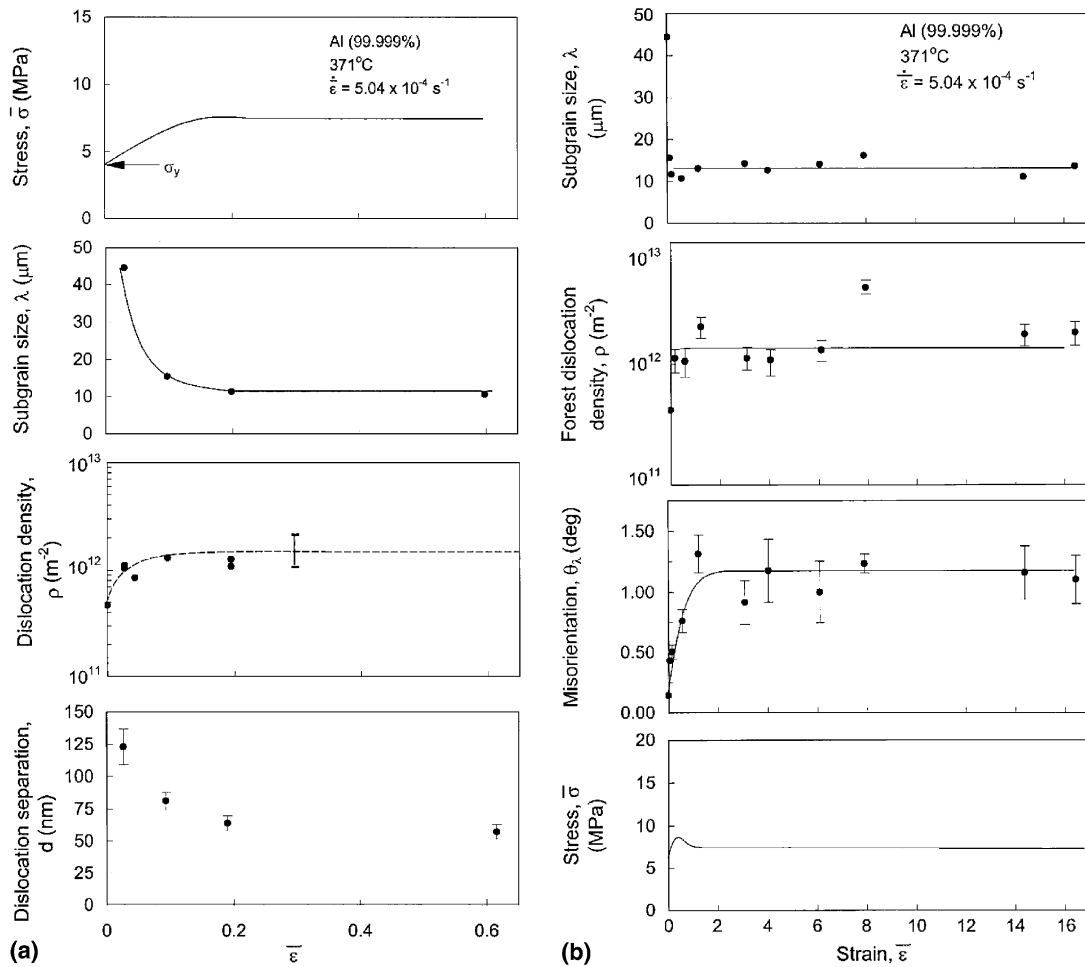 Stress, σ̅ (MPa)
15
10
5
0
Al (99.999%)
371°C
ε̅̇ = 5.04 x 10⁻⁴ s⁻¹
σy
Subgrain size, λ (μm)
50
40
30
20
10
0
Dislocation density,
ρ (m⁻²)
10¹³
10¹²
10¹¹
Dislocation separation,
d (nm)
150
125
100
75
50
25
0
0
0.2
0.4
0.6
(a)
ε̅
Subgrain size, λ
(μm)
50
40
30
20
10
0
Al (99.999%)
371°C
ε̅̇ = 5.04 x 10⁻⁴ s⁻¹
Forest dislocation
density, ρ (m⁻²)
10¹³
10¹²
10¹¹
Misorientation, θλ (deg)
1.50
1.00
0.50
0.00
Stress, σ̅
(MPa)
20
15
10
5
0
0
2
4
6
8
10
12
14
16
(b)
Strain, ε̅